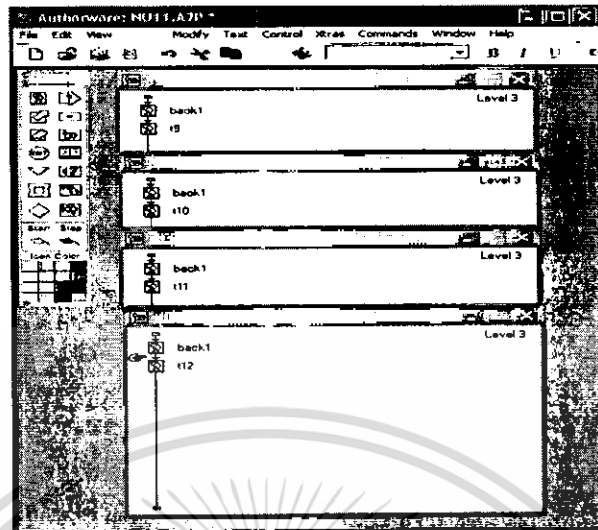 Authorware: NU11.A7P *
File Edit View Modify Text Control Xtras Commands Window Help
B I U
Level 3
back1
t9
Level 3
back1
t10
Level 3
back1
t11
Level 3
back1
t12
Start Stop
Icon Color